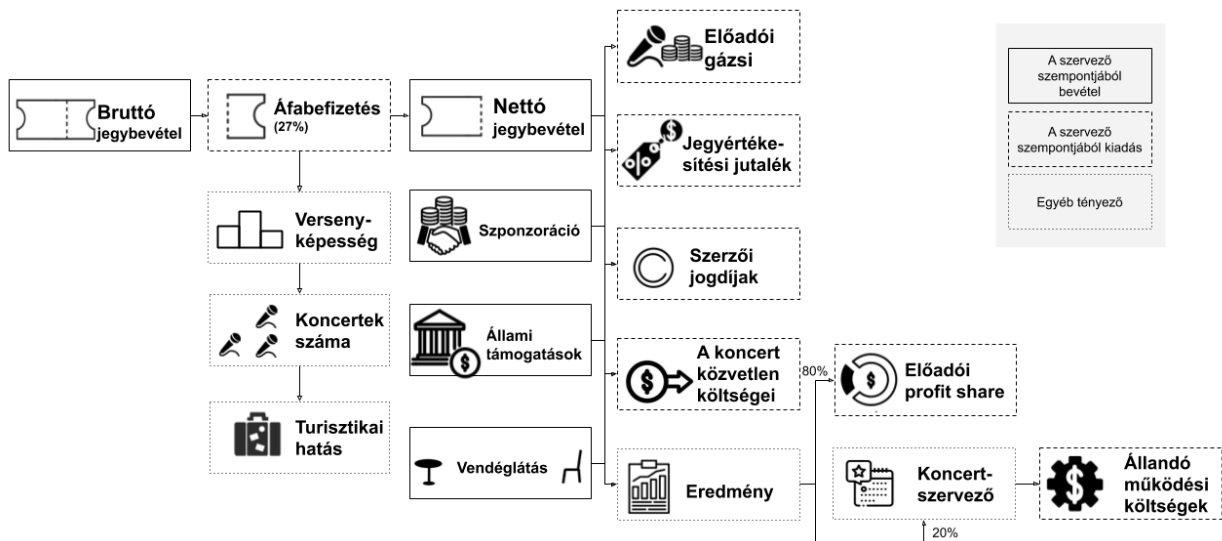 Előadói
gázsi
Bruttó
jegybevétel
Áfabefizetés
(27%)
Nettó
jegybevétel
Jegyértéke-
sítési jutalék
Verseny-
képesség
Szponzoráció
Szerzői
jogdíjak
Koncertek
száma
Állami
támogatások
A koncert
közvetlen
költségei
80%
Előadói
profit share
Turisztikai
hatás
Vendéglátás
Eredmény
Koncert-
szervező
20%
Állandó
működési
költségek
A szervező
szempontjából
bevétel
A szervező
szempontjából kiadás
Egyéb tényező